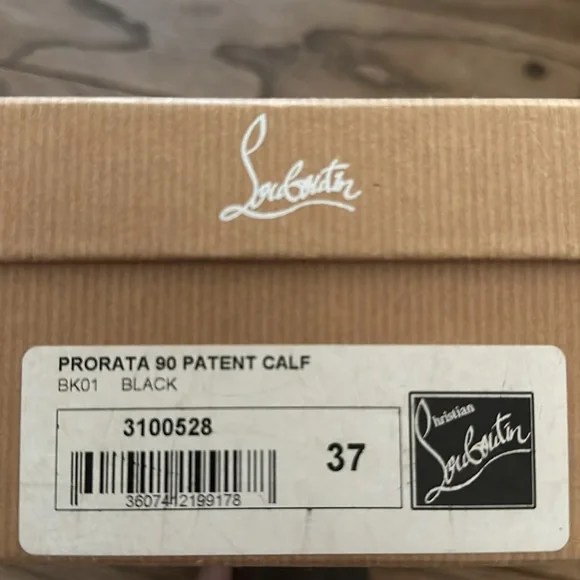 Louboutin
PRORATA 90 PATENT CALF
BK01 BLACK
3100528
37
3607412199178
Christian
Louboutin